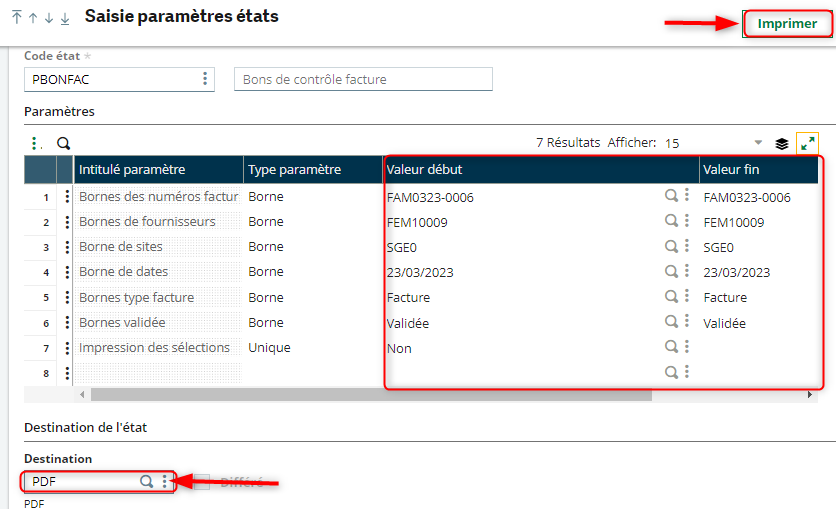 Saisie paramètres états
Imprimer
Code état *
PBONFAC Bons de contrôle facture
Paramètres
7 Résultats Afficher: 15
Intitulé paramètre Type paramètre Valeur début Valeur fin
1 Bornes des numéros factur Borne FAM0323-0006 FAM0323-0006
2 Bornes de fournisseurs Borne FEM10009 FEM10009
3 Borne de sites Borne SGE0 SGE0
4 Borne de dates Borne 23/03/2023 23/03/2023
5 Bornes type facture Borne Facture Facture
6 Bornes validée Borne Validée Validée
7 Impression des sélections Unique Non
8
Destination de l'état
Destination
PDF Différé
PDF